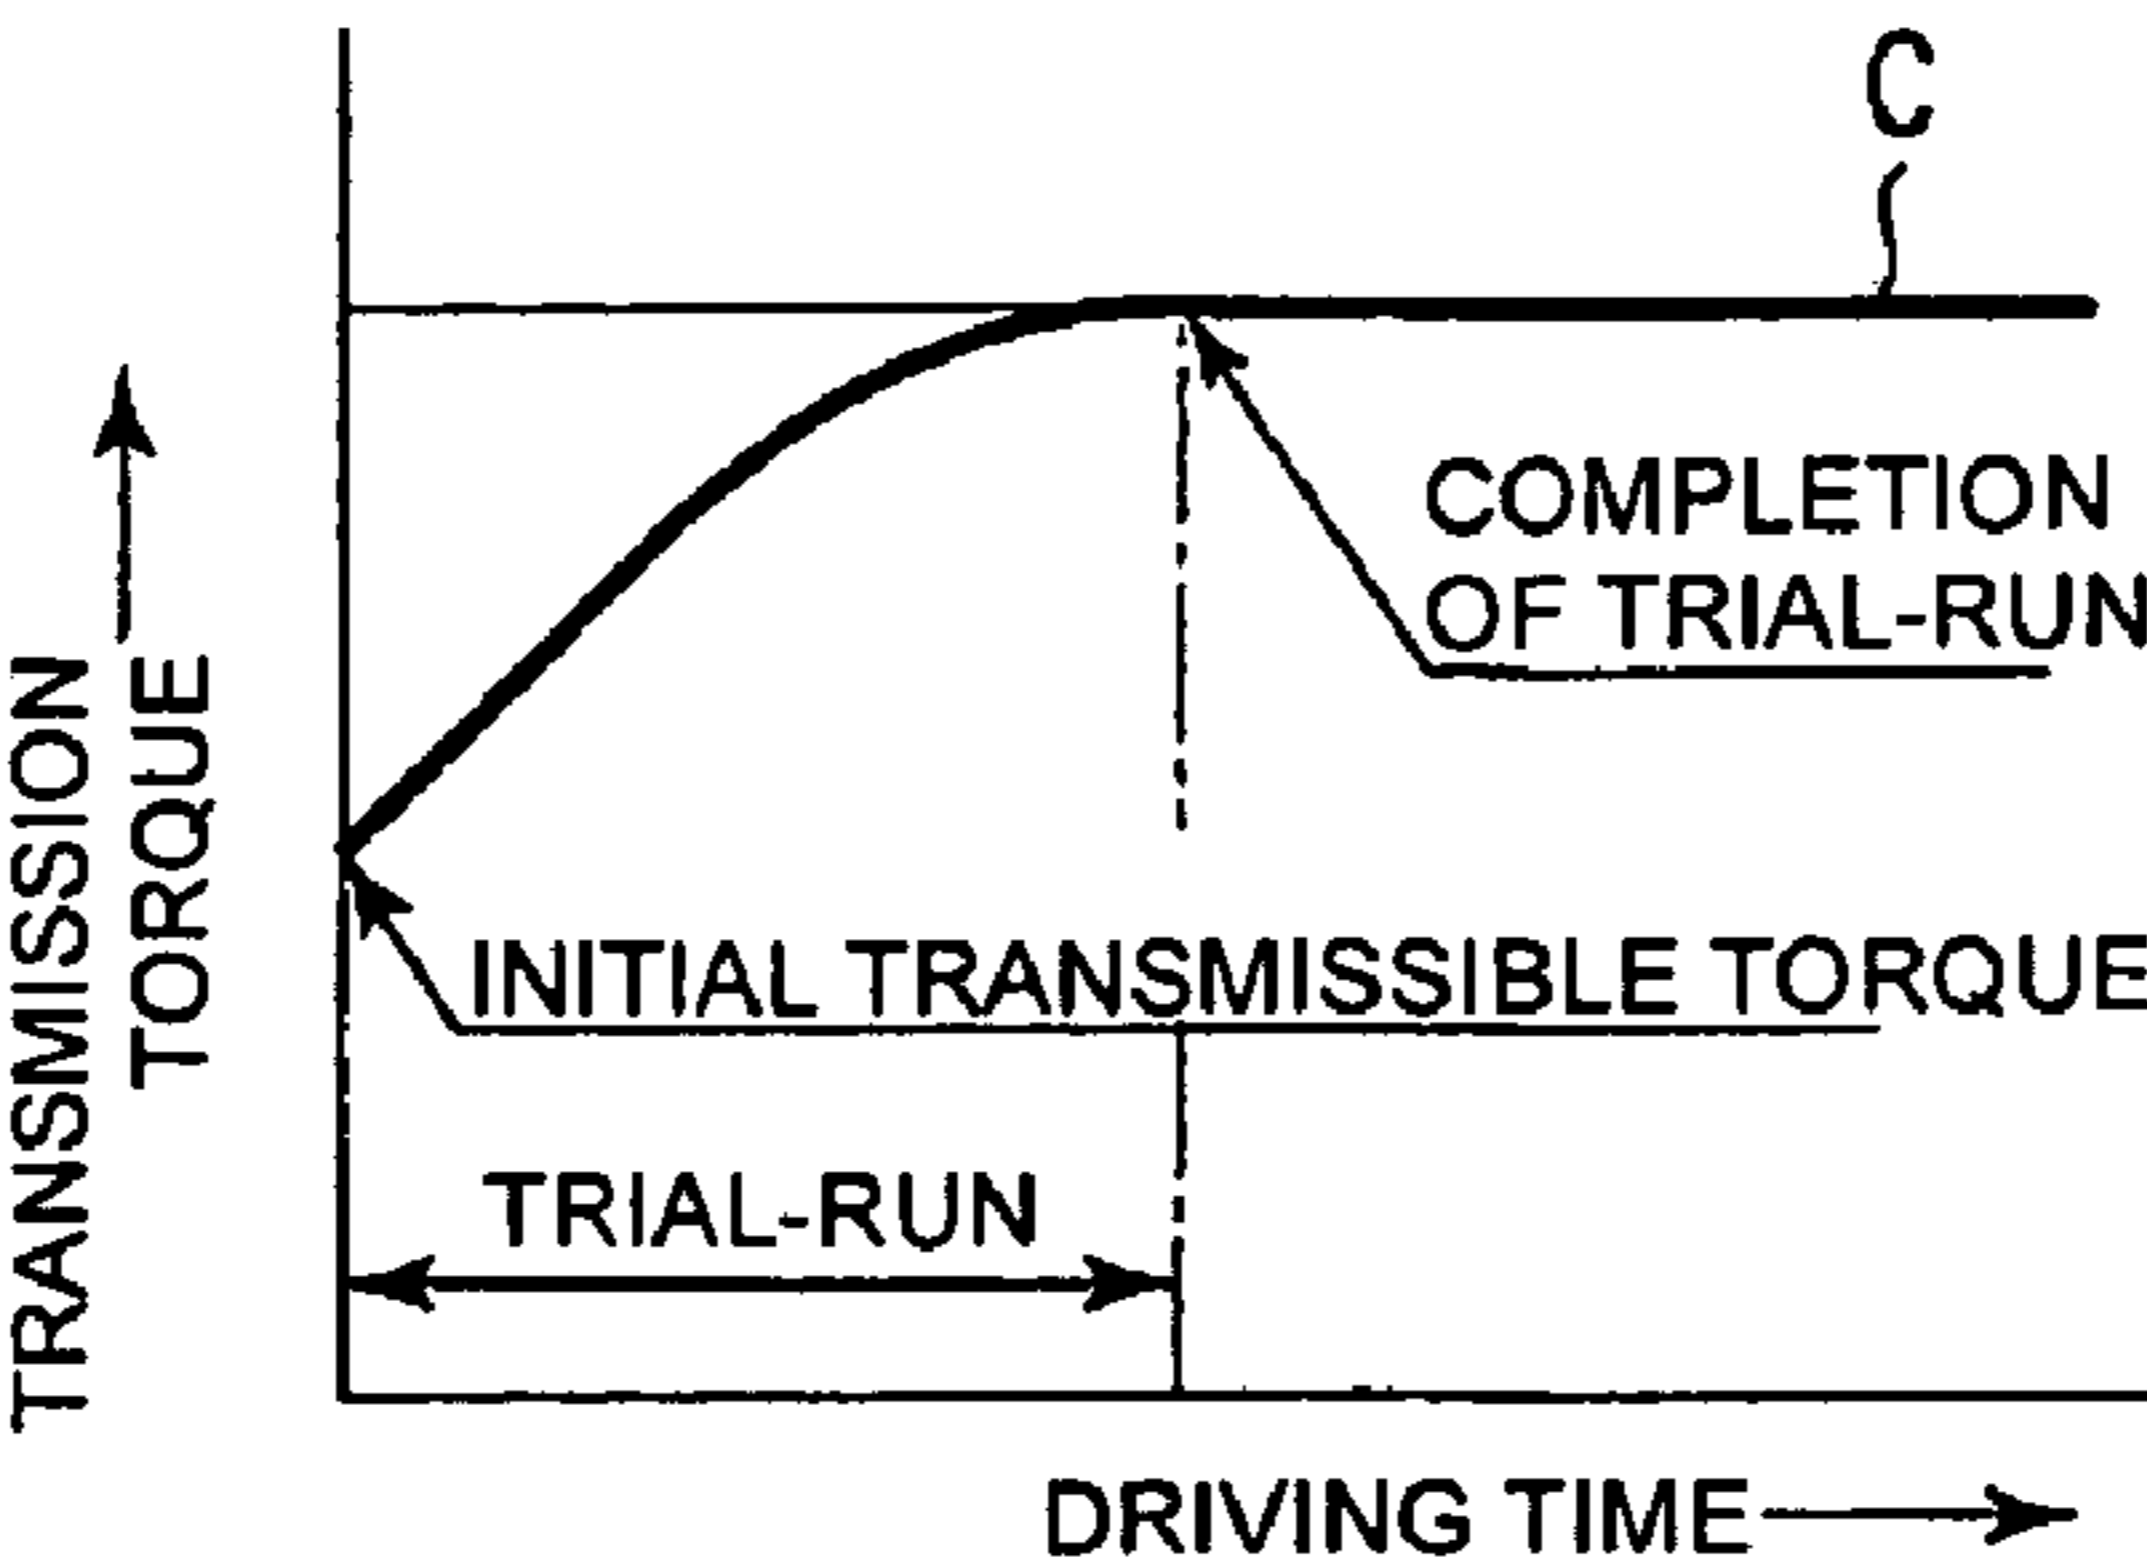 C
COMPLETION
OF TRIAL-RUN
TRANSMISSION
TORQUE
INITIAL TRANSMISSIBLE TORQUE
TRIAL-RUN
DRIVING TIME